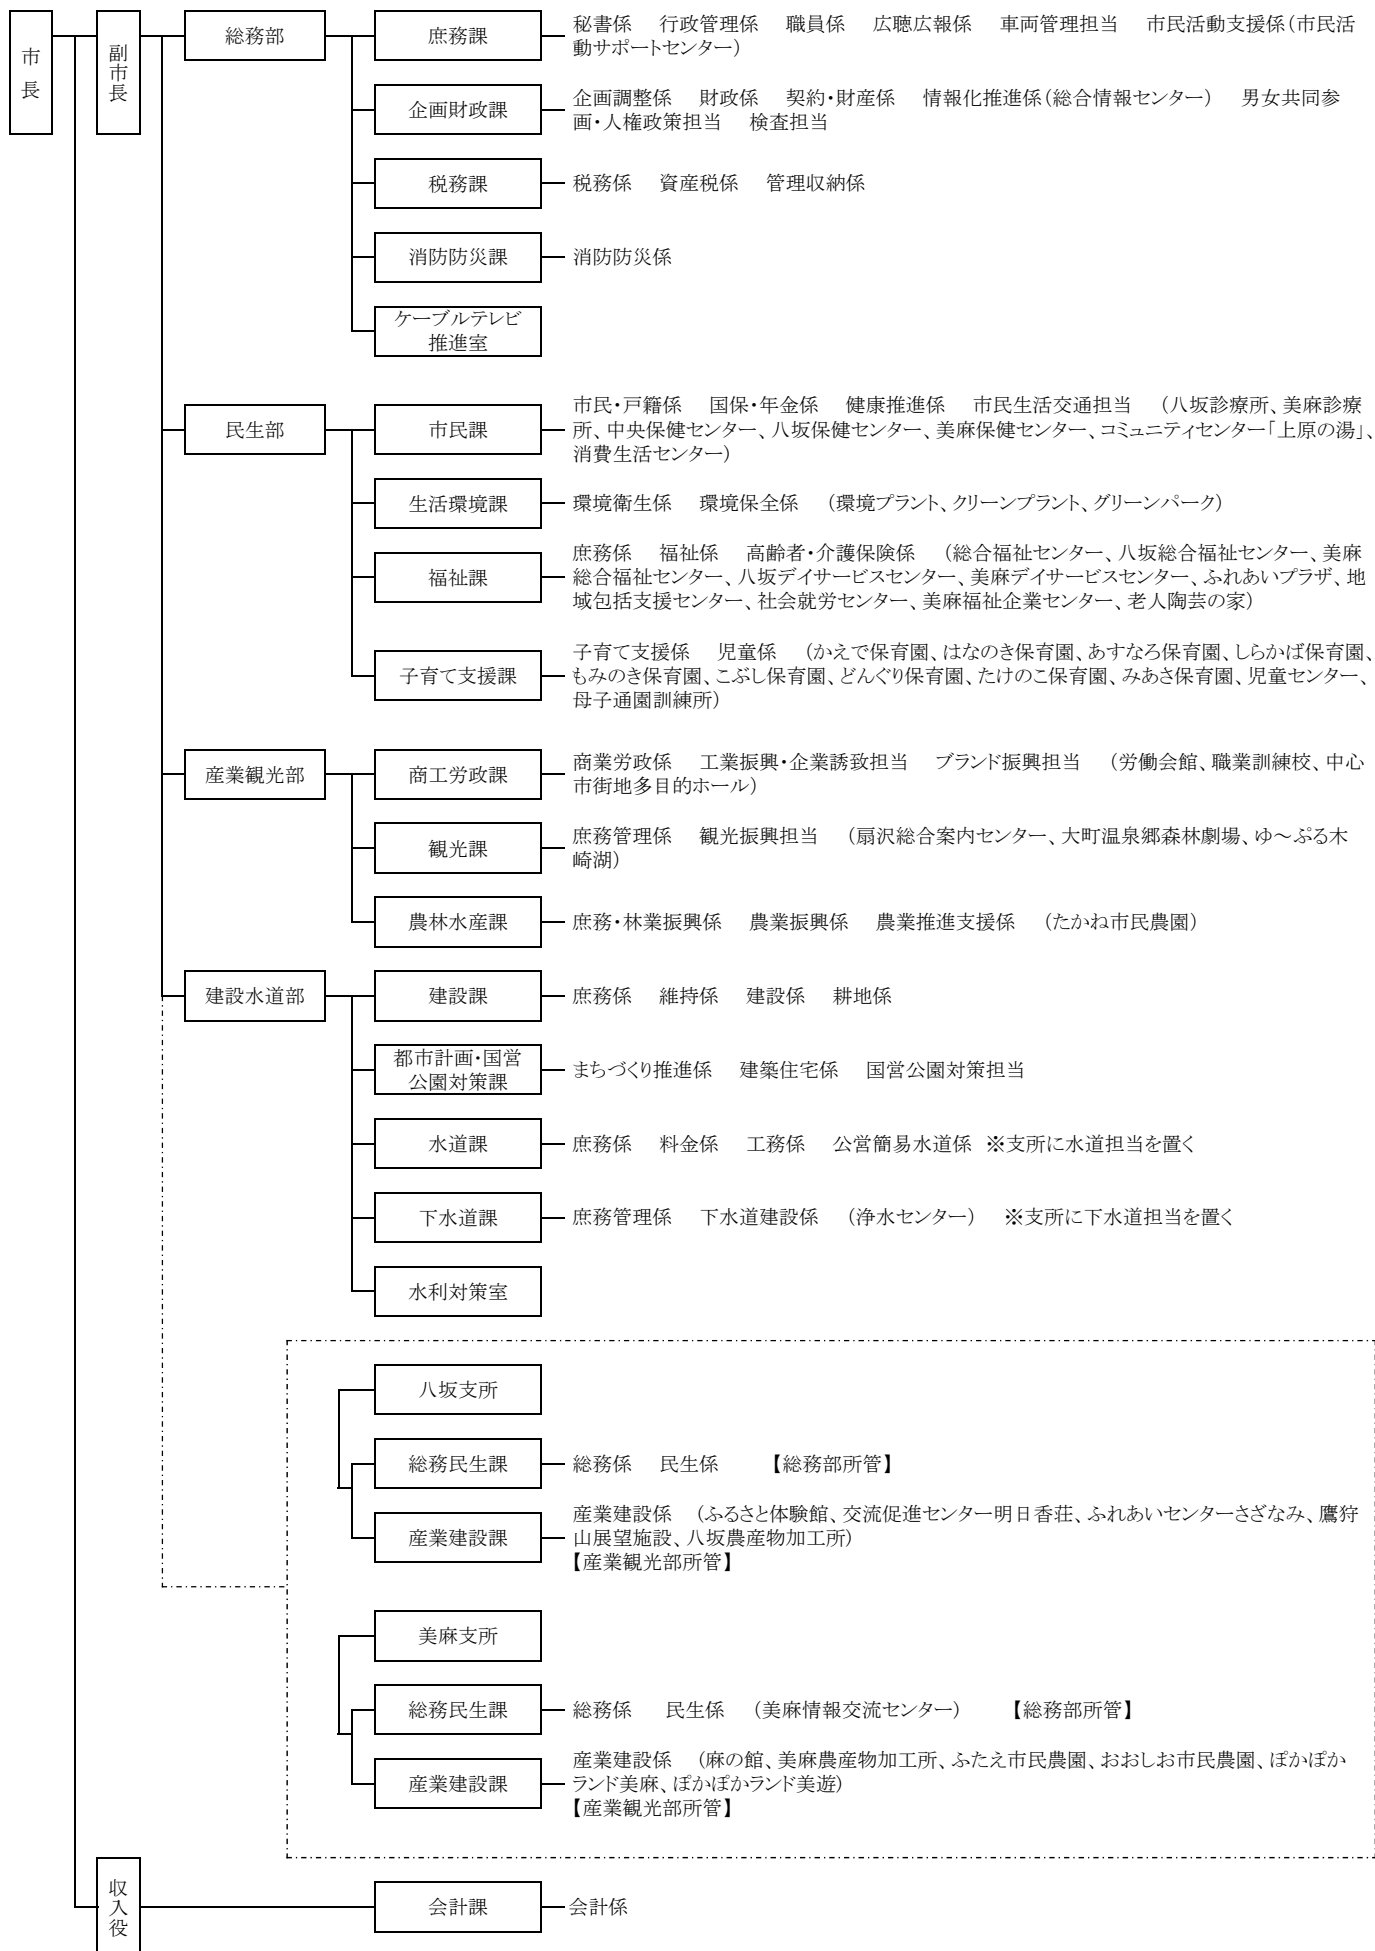 市長
副市長
総務部
庶務課
秘書係 行政管理係 職員係 広聴広報係 車両管理担当 市民活動支援係(市民活
動サポートセンター)
企画財政課
企画調整係 財政係 契約・財産係 情報化推進係(総合情報センター) 男女共同参
画・人権政策担当 検査担当
税務課
税務係 資産税係 管理収納係
消防防災課
消防防災係
ケーブルテレビ
推進室
民生部
市民課
市民・戸籍係 国保・年金係 健康推進係 市民生活交通担当 (八坂診療所、美麻診療
所、中央保健センター、八坂保健センター、美麻保健センター、コミュニティセンター「上原の湯」、
消費生活センター)
生活環境課
環境衛生係 環境保全係 (環境プラント、クリーンプラント、グリーンパーク)
福祉課
庶務係 福祉係 高齢者・介護保険係 (総合福祉センター、八坂総合福祉センター、美麻
総合福祉センター、八坂デイサービスセンター、美麻デイサービスセンター、ふれあいプラザ、地
域包括支援センター、社会就労センター、美麻福祉企業センター、老人陶芸の家)
子育て支援課
子育て支援係 児童係 (かえで保育園、はなのき保育園、あすなろ保育園、しらかば保育園、
もみのき保育園、こぶし保育園、どんぐり保育園、たけのこ保育園、みあさ保育園、児童センター、
母子通園訓練所)
産業観光部
商工労政課
商業労政係 工業振興・企業誘致担当 ブランド振興担当 (労働会館、職業訓練校、中心
市街地多目的ホール)
観光課
庶務管理係 観光振興担当 (扇沢総合案内センター、大町温泉郷森林劇場、ゆ~ぷる木
崎湖)
農林水産課
庶務・林業振興係 農業振興係 農業推進支援係 (たかね市民農園)
建設水道部
建設課
庶務係 維持係 建設係 耕地係
都市計画・国営
公園対策課
まちづくり推進係 建築住宅係 国営公園対策担当
水道課
庶務係 料金係 工務係 公営簡易水道係 ※支所に水道担当を置く
下水道課
庶務管理係 下水道建設係 (浄水センター) ※支所に下水道担当を置く
水利対策室
八坂支所
総務民生課
総務係 民生係 【総務部所管】
産業建設課
産業建設係 (ふるさと体験館、交流促進センター明日香荘、ふれあいセンターさざなみ、鷹狩
山展望施設、八坂農産物加工所)
【産業観光部所管】
美麻支所
総務民生課
総務係 民生係 (美麻情報交流センター) 【総務部所管】
産業建設課
産業建設係 (麻の館、美麻農産物加工所、ふたえ市民農園、おおしお市民農園、ぽかぽか
ランド美麻、ぽかぽかランド美遊)
【産業観光部所管】
収入役
会計課
会計係